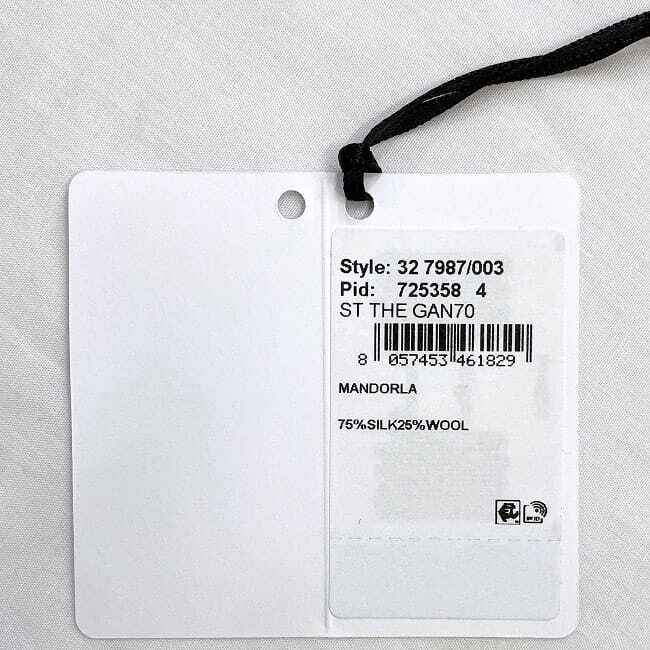 Style: 32 7987/003
Pid: 725358 4
ST THE GAN70
8 057453 461829
MANDORLA
75%SILK25%WOOL